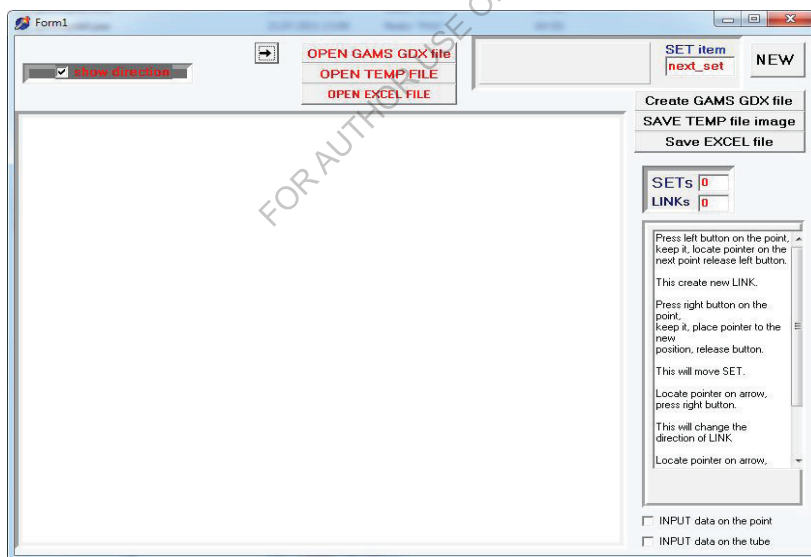 Form1
show direction
OPEN GAMS GDX file
OPEN TEMP FILE
OPEN EXCEL FILE
SET item
next_set
NEW
Create GAMS GDX file
SAVE TEMP file image
Save EXCEL file
SETs 0
LINKs 0
Press left button on the point,
keep it, locate pointer on the
next point release left button.
This create new LINK.
Press right button on the
point,
keep it, place pointer to the
new
position, release button.
This will move SET.
Locate pointer on arrow,
press right button.
This will change the
direction of LINK
Locate pointer on arrow,
INPUT data on the point
INPUT data on the tube
FOR AUTHOR USE O